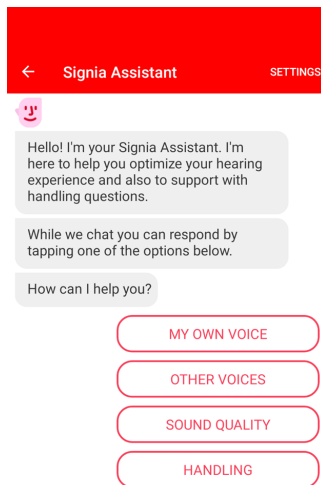 Signia Assistant
SETTINGS
Hello! I'm your Signia Assistant. I'm
here to help you optimize your hearing
experience and also to support with
handling questions.
While we chat you can respond by
tapping one of the options below.
How can I help you?
MY OWN VOICE
OTHER VOICES
SOUND QUALITY
HANDLING